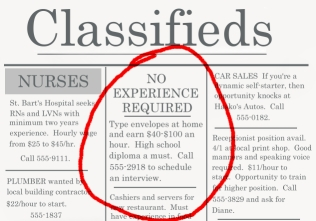 Classifieds
NURSES
St. Bart's Hospital seeks
RNs and LVNs with
minimum two years
experience. Hourly wage
from $25 to $45/hr.
Call 555-9111.
PLUMBER wanted by
local building contractor
$22/hour to start.
555-1837
NO
EXPERIENCE
REQUIRED
Type envelopes at home
and earn $40-$100 an
hour. High school
diploma a must. Call
555-2918 to schedule
an interview.
Cashiers and servers for
new restaurant. Must
have experience in
CAR SALES If you're a
dynamic self-starter, then
opportunity knocks at
Hanko's Autos. Call
555-0182.
Receptionist position avail.
4/1 at local print shop. Good
manners and speaking voice
required. $11/hour to
start. Opportunity to train
for higher position. Call
555-3829 and ask for
Diane.